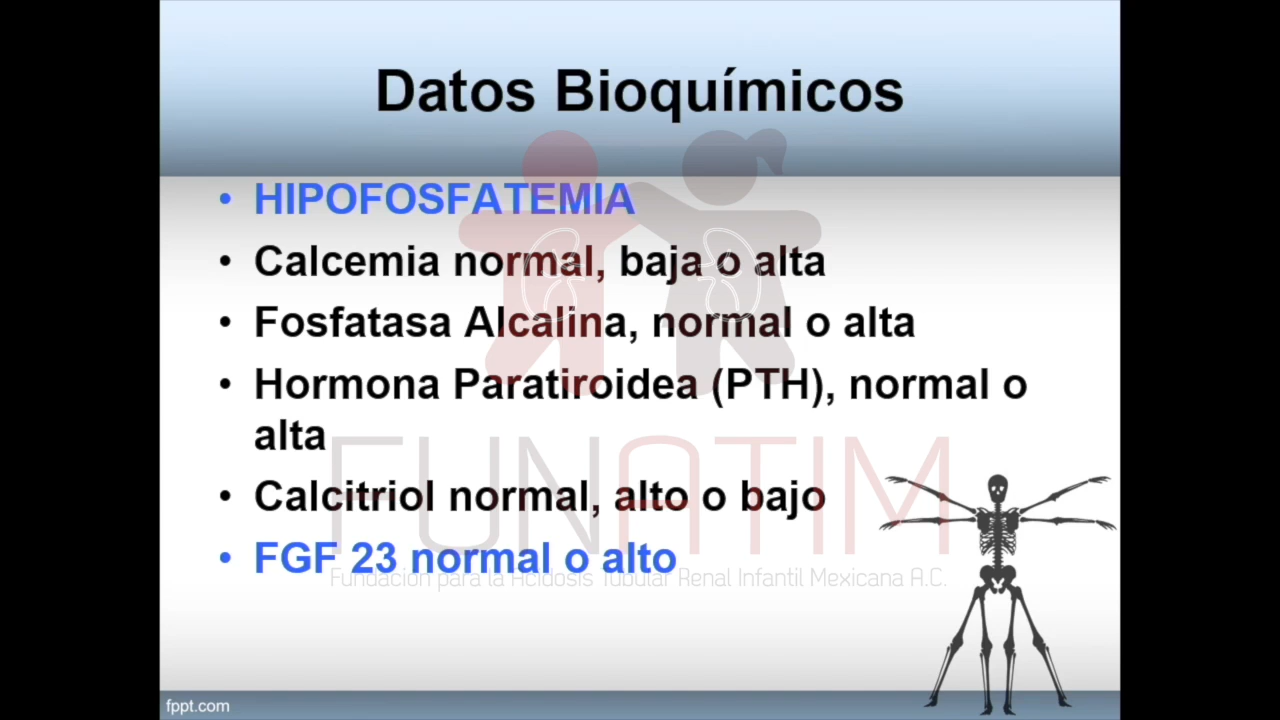 Datos Bioquímicos
• HIPOFOSFATEMIA
• Calcemia normal, baja o alta
• Fosfatasa Alcalina, normal o alta
• Hormona Paratiroidea (PTH), normal o
alta
• Calcitriol normal, alto o bajo
• FGF 23 normal o alto
FUNATIM
Fundación para la Acidosis Tubular Renal Infantil Mexicana A.C.
fppt.com